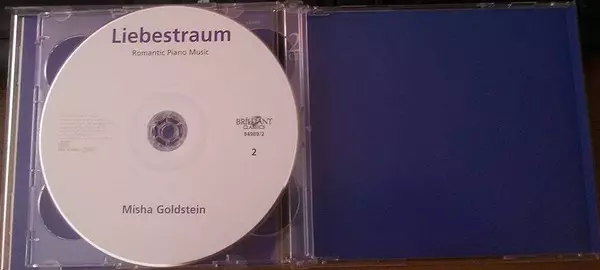 Liebestraum
Romantic Piano Music
BRILLIANT
CLASSICS
94989/2
2
Misha Goldstein